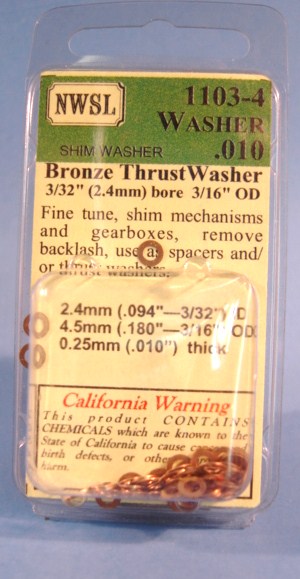 NWSL
1103-4
WASHER
SHIM WASHER .010
Bronze ThrustWasher
3/32" (2.4mm) bore 3/16" OD
Fine tune, shim mechanisms
and gearboxes, remove
backlash, use as spacers and/
or thrust washers.
2.4mm (.094"—3/32") ID
4.5mm (.180"—3/16") OD
0.25mm (.010") thick
California Warning
This product CONTAINS
CHEMICALS which are known to the
State of California to cause
birth defects, or other
harm.